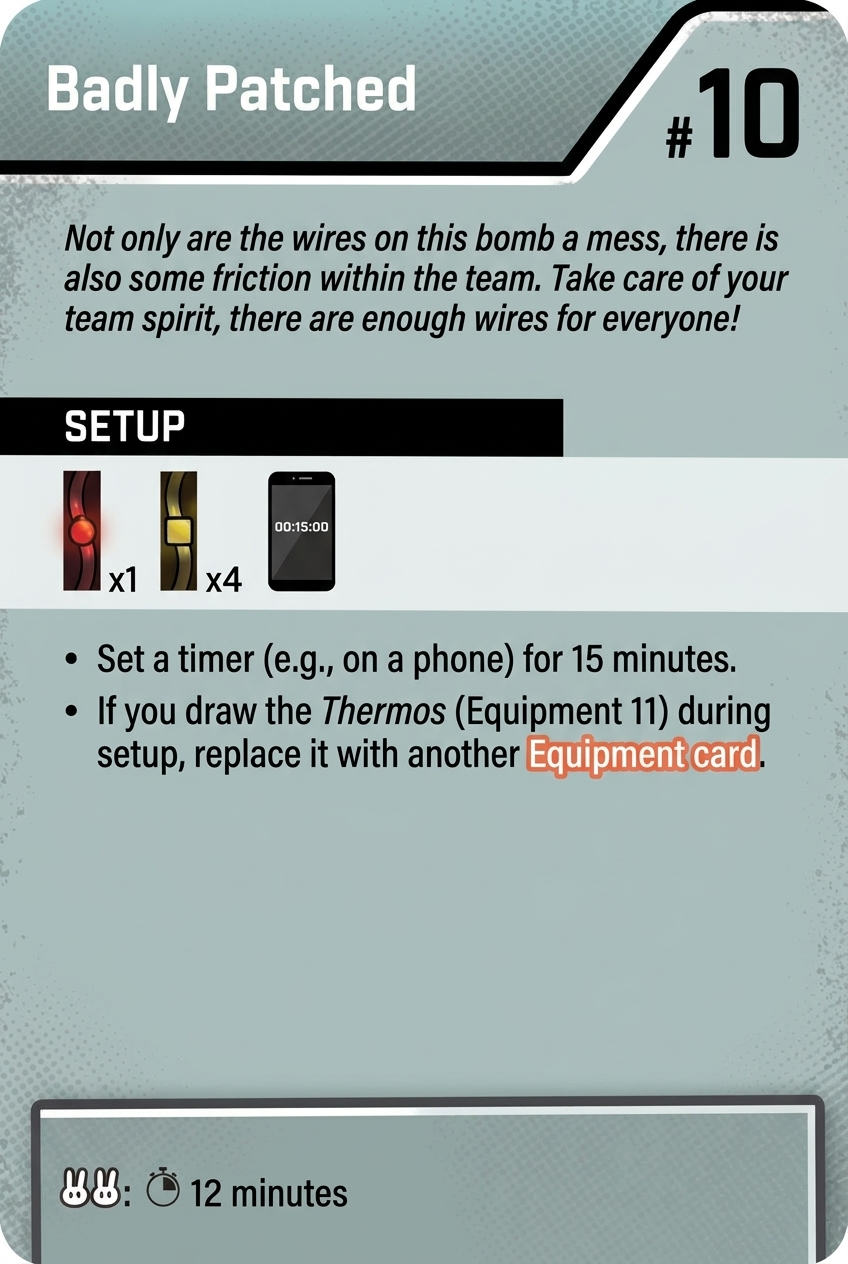 Badly Patched
#10
Not only are the wires on this bomb a mess, there is
also some friction within the team. Take care of your
team spirit, there are enough wires for everyone!
SETUP
x1 x4 00:15:00
• Set a timer (e.g., on a phone) for 15 minutes.
• If you draw the Thermos (Equipment 11) during
setup, replace it with another Equipment card.
: 12 minutes